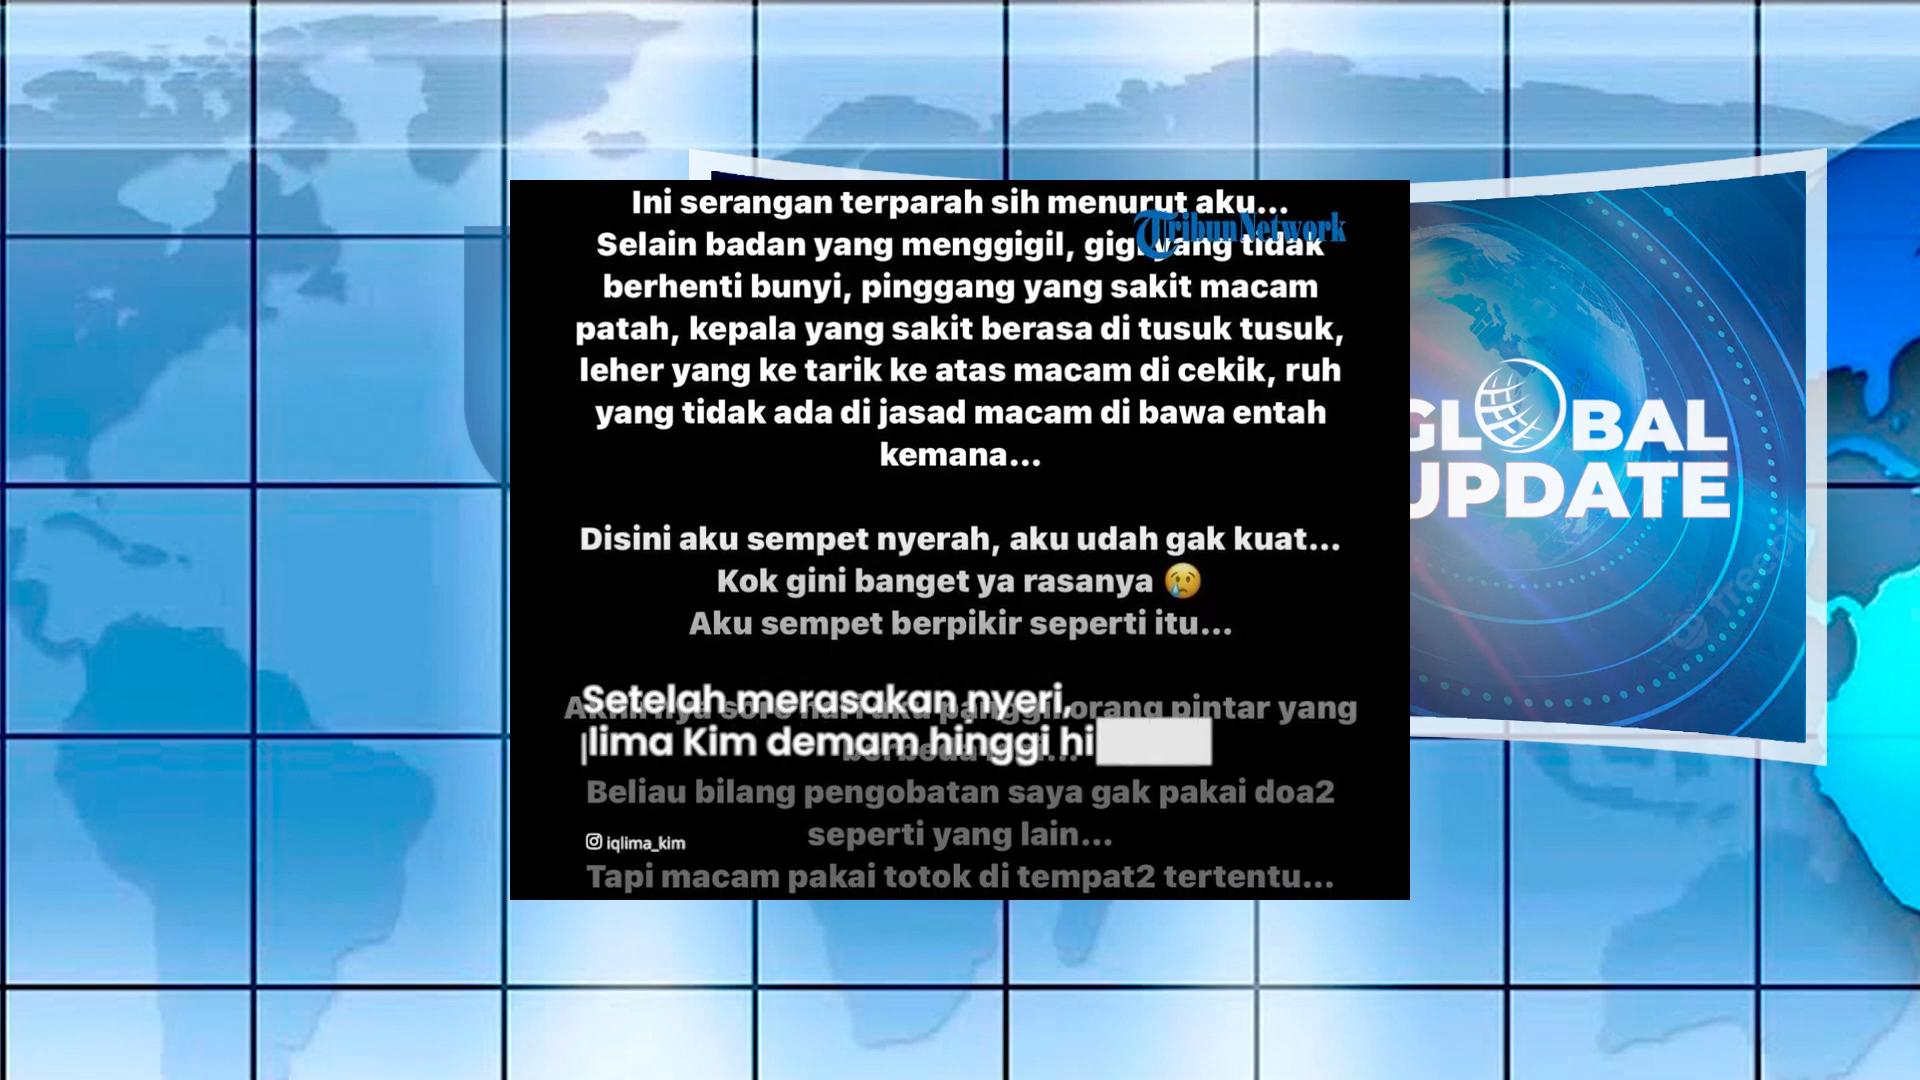 Ini serangan terparah sih menurut aku...
TribunNetwork
Selain badan yang menggigil, gigi yang tidak
berhenti bunyi, pinggang yang sakit macam
patah, kepala yang sakit berasa di tusuk tusuk,
leher yang ke tarik ke atas macam di cekik, ruh
yang tidak ada di jasad macam di bawa entah
kemana...
Disini aku sempet nyerah, aku udah gak kuat...
Kok gini banget ya rasanya 😢
Aku sempet berpikir seperti itu...
Setelah merasakan nyeri,
orang pintar yang
lima Kim demam hinggi hi
Beliau bilang pengobatan saya gak pakai doa2
seperti yang lain...
iqlima_kim
Tapi macam pakai totok di tempat2 tertentu...
GLOBAL
UPDATE
freepik